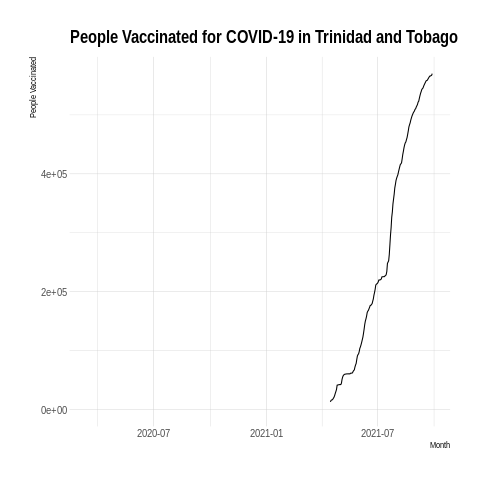 People Vaccinated for COVID-19 in Trinidad and Tobago
People Vaccinated
4e+05
2e+05
0e+00
2020-07
2021-01
2021-07
Month